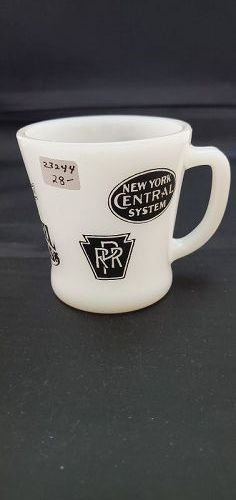 23244
28-
NEW YORK
CENTRAL
SYSTEM
PRR